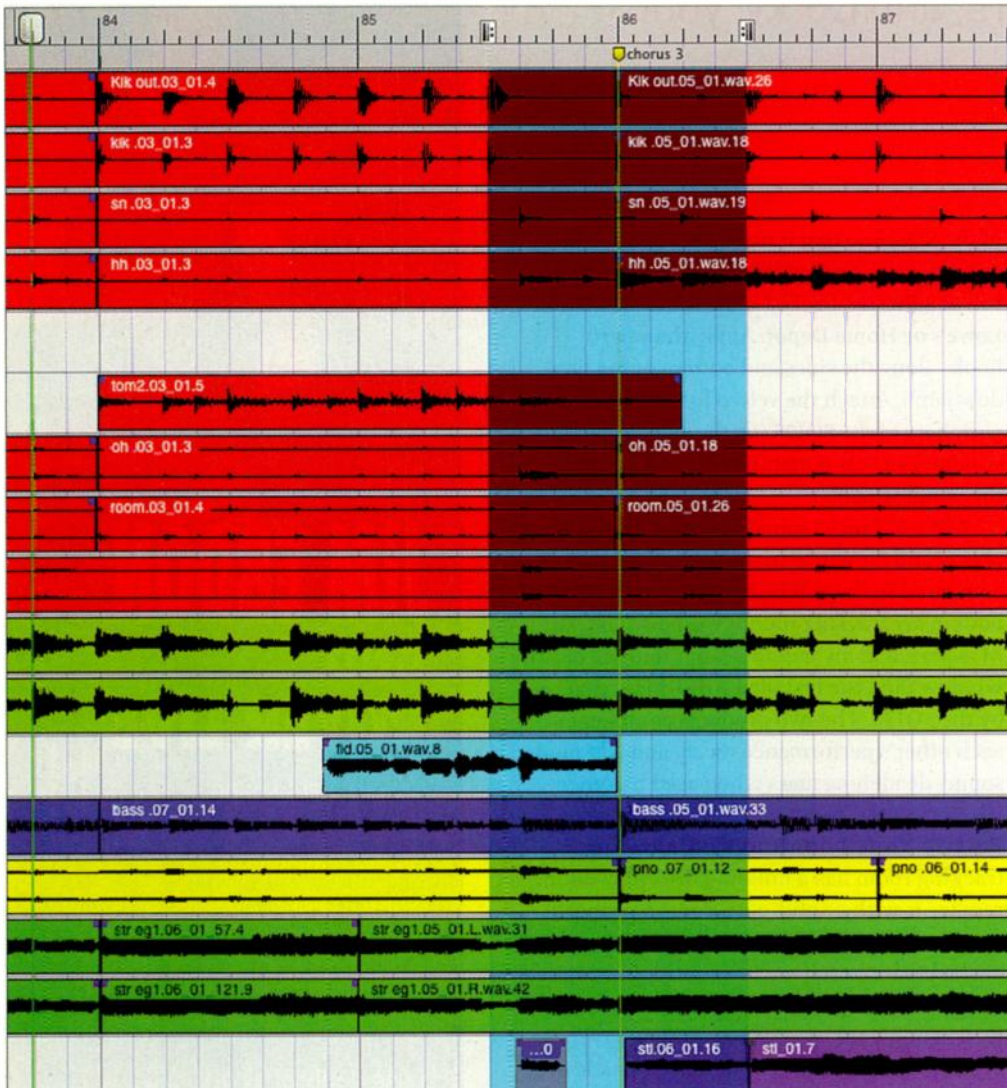 84 85 86 87
chorus 3
Kik out.03_01.4 Kik out.05_01.wav.26
kik .03_01.3 kik .05_01.wav.18
sn .03_01.3 sn .05_01.wav.19
hh .03_01.3 hh .05_01.wav.18
tom2.03_01.5
oh .03_01.3 oh .05_01.18
room.03_01.4 room.05_01.26
fid.05_01.wav.8
bass .07_01.14 bass .05_01.wav.33
pno .07_01.12 pno .06_01.14
str eg1.06_01_57.4 str eg1.05_01.L.wav.31
str eg1.06_01_121.9 str eg1.05_01.R.wav.42
...0 stl.06_01.16 stl_01.7